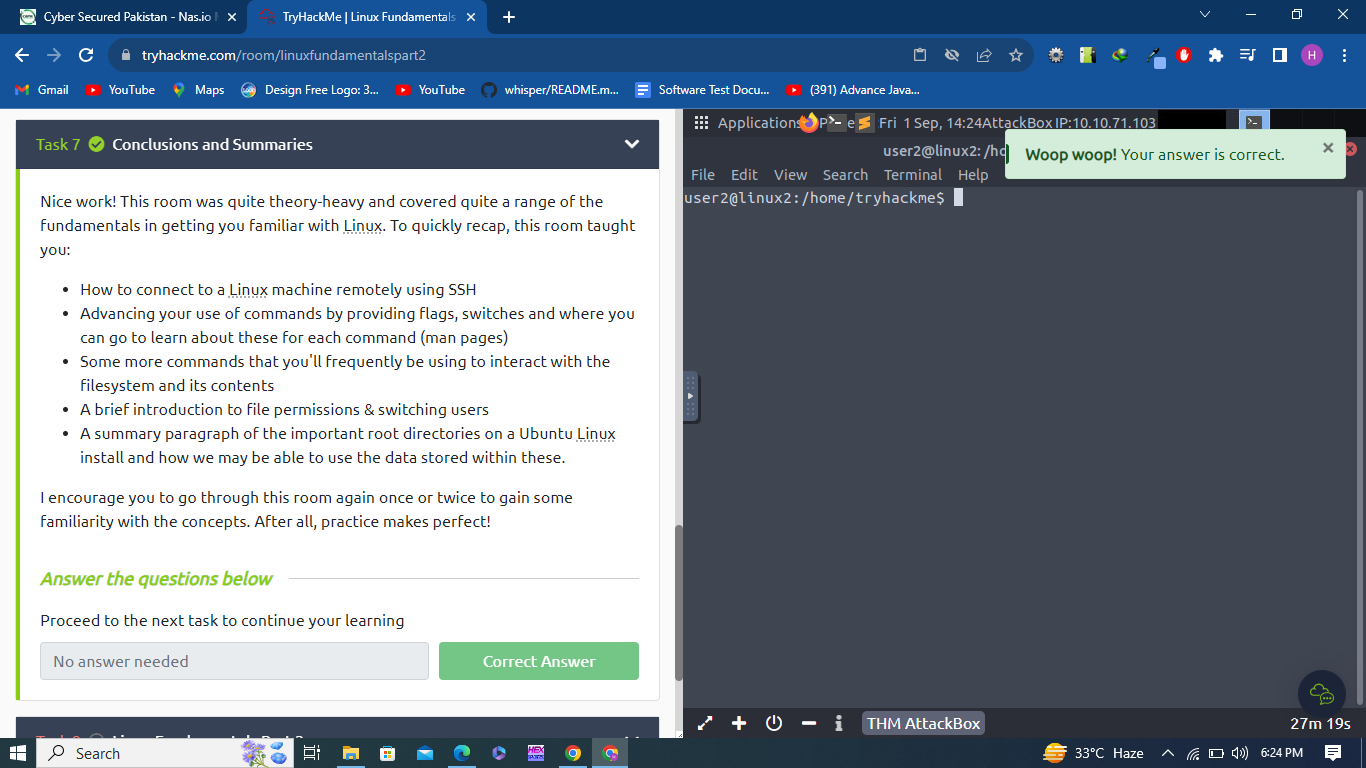 Cyber Secured Pakistan - Nas.io
TryHackMe | Linux Fundamentals
tryhackme.com/room/linuxfundamentalspart2
H
Gmail
YouTube
Maps
Design Free Logo: 3...
YouTube
whisper/README.m...
Software Test Docu...
(391) Advance Java...
Task 7
Conclusions and Summaries
Nice work! This room was quite theory-heavy and covered quite a range of the
fundamentals in getting you familiar with Linux. To quickly recap, this room taught
you:
• How to connect to a Linux machine remotely using SSH
• Advancing your use of commands by providing flags, switches and where you
can go to learn about these for each command (man pages)
• Some more commands that you'll frequently be using to interact with the
filesystem and its contents
• A brief introduction to file permissions & switching users
• A summary paragraph of the important root directories on a Ubuntu Linux
install and how we may be able to use the data stored within these.
I encourage you to go through this room again once or twice to gain some
familiarity with the concepts. After all, practice makes perfect!
Answer the questions below
Proceed to the next task to continue your learning
No answer needed
Correct Answer
Applications
Fri 1 Sep, 14:24 AttackBox IP:10.10.71.103
user2@linux2: /ho
Woop woop! Your answer is correct.
File Edit View Search Terminal Help
user2@linux2:/home/tryhackme$
THM AttackBox
27m 19s
Search
33°C Haze
6:24 PM